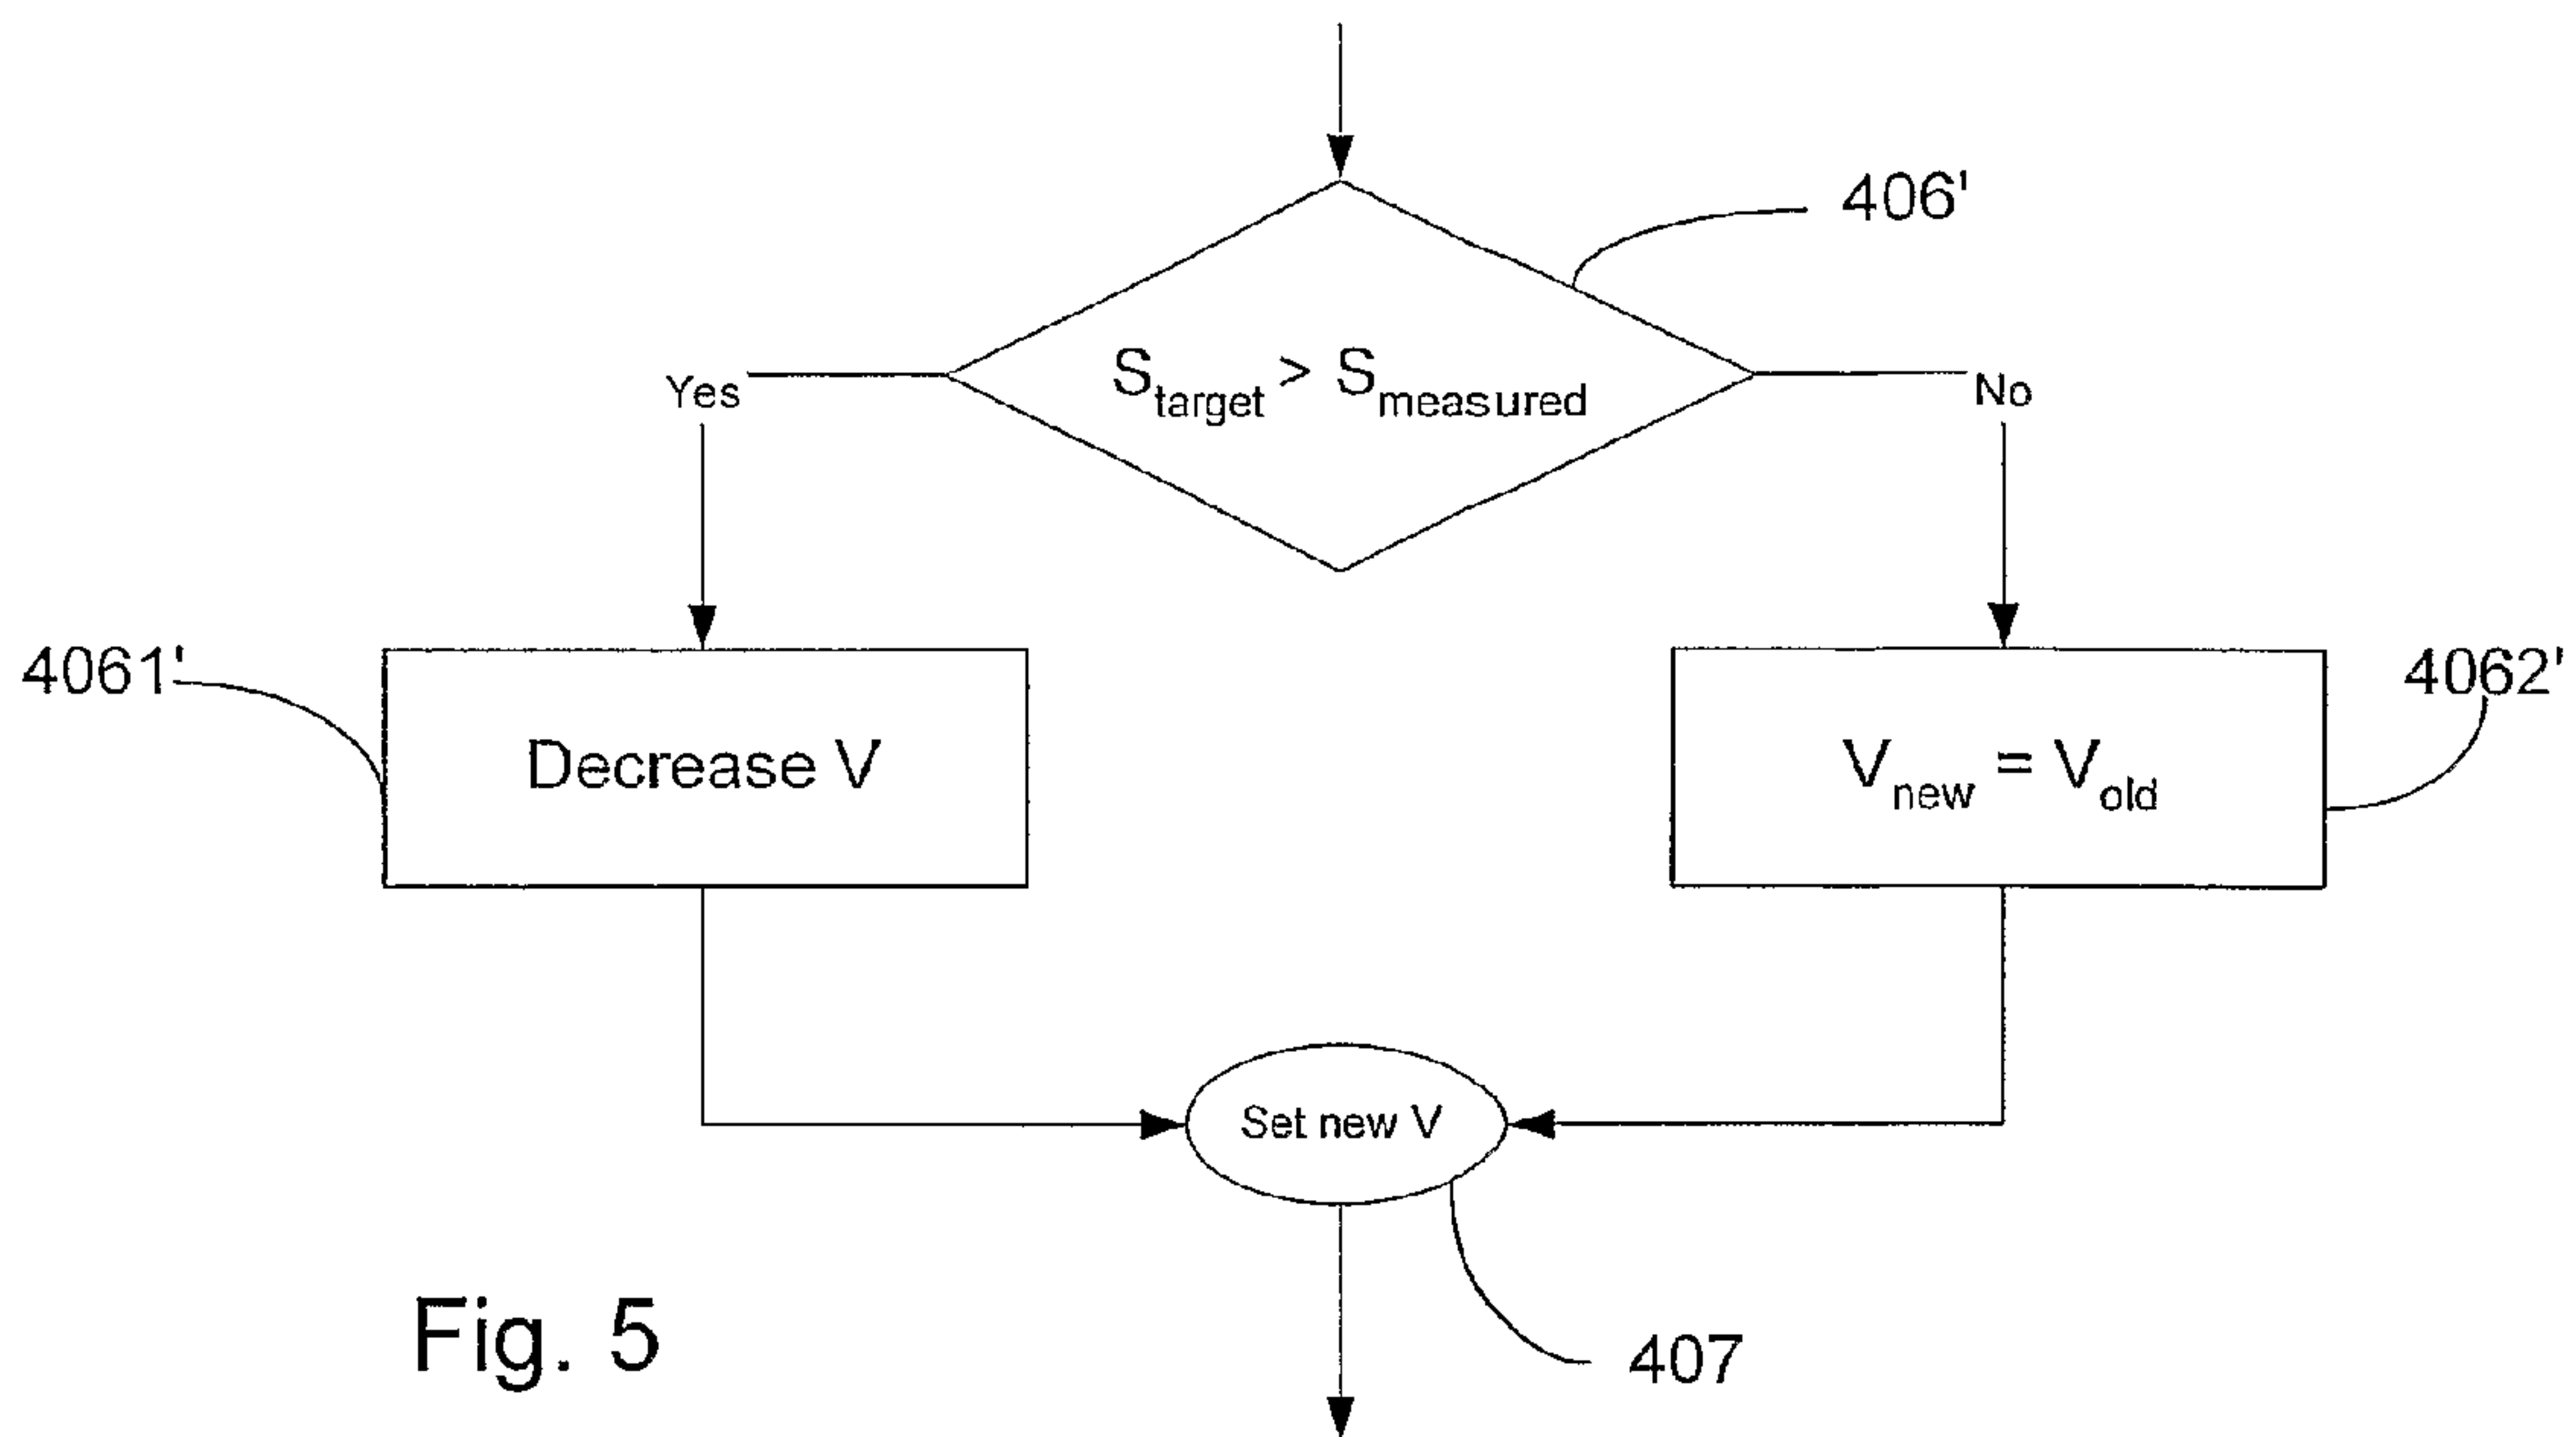 406'
S_target > S_measured
Yes
No
4061'
4062'
Decrease V
V_new = V_old
Set new V
407
Fig. 5